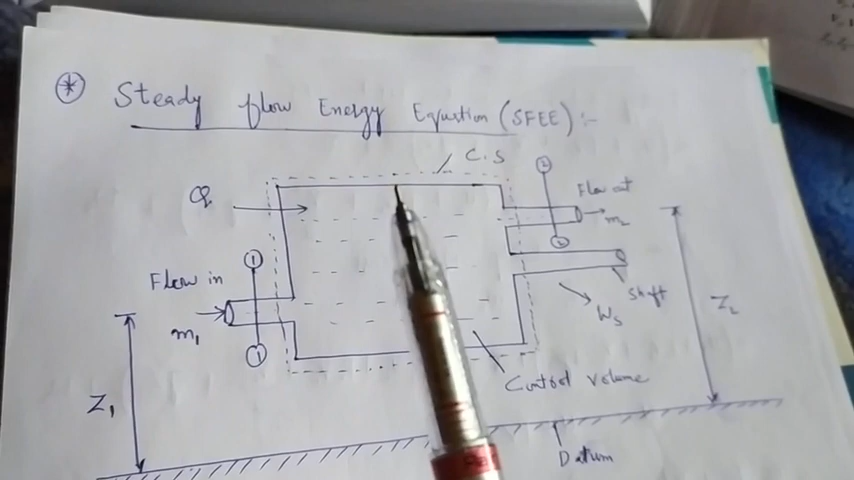 * Steady flow Energy Equation (SFEE) :-
C.S
Q
2
Flow out
m2
2
1
Flow in
m1
1
Shaft
Ws
Z2
Z1
Control volume
Datum